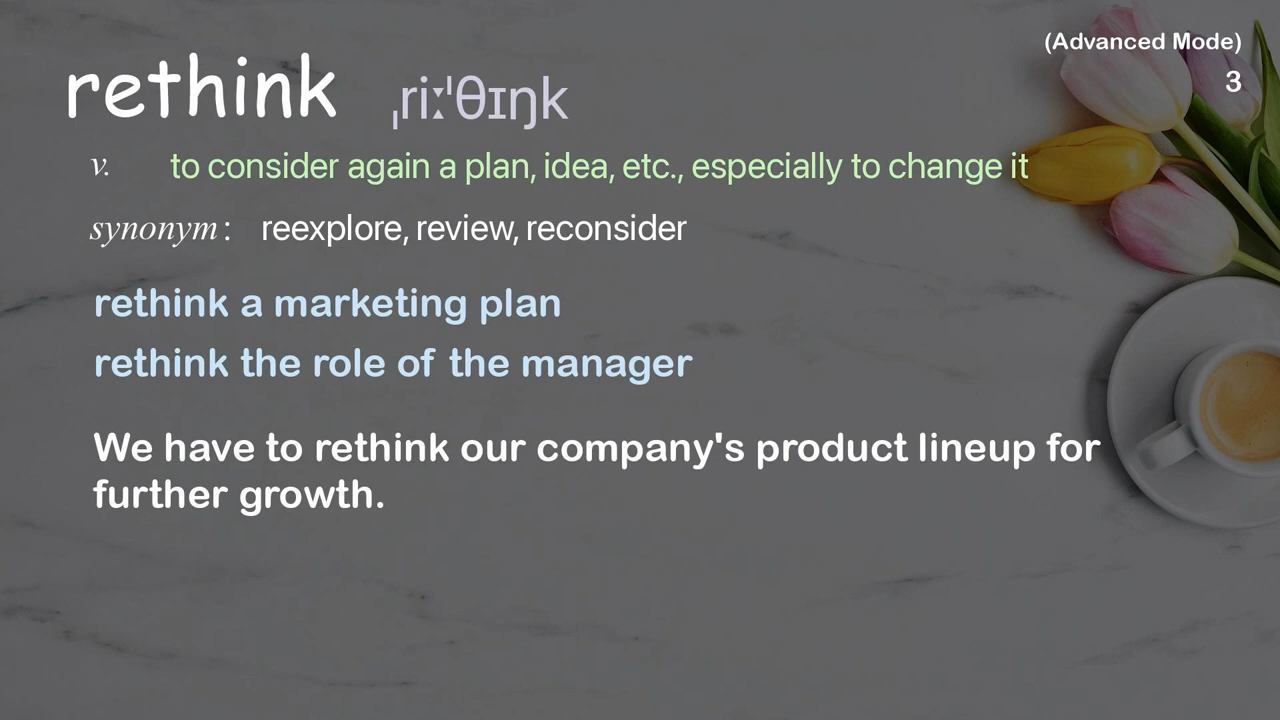 (Advanced Mode)
3
rethink ˌriːˈθɪŋk
v. to consider again a plan, idea, etc., especially to change it
synonym: reexplore, review, reconsider
rethink a marketing plan
rethink the role of the manager
We have to rethink our company's product lineup for
further growth.